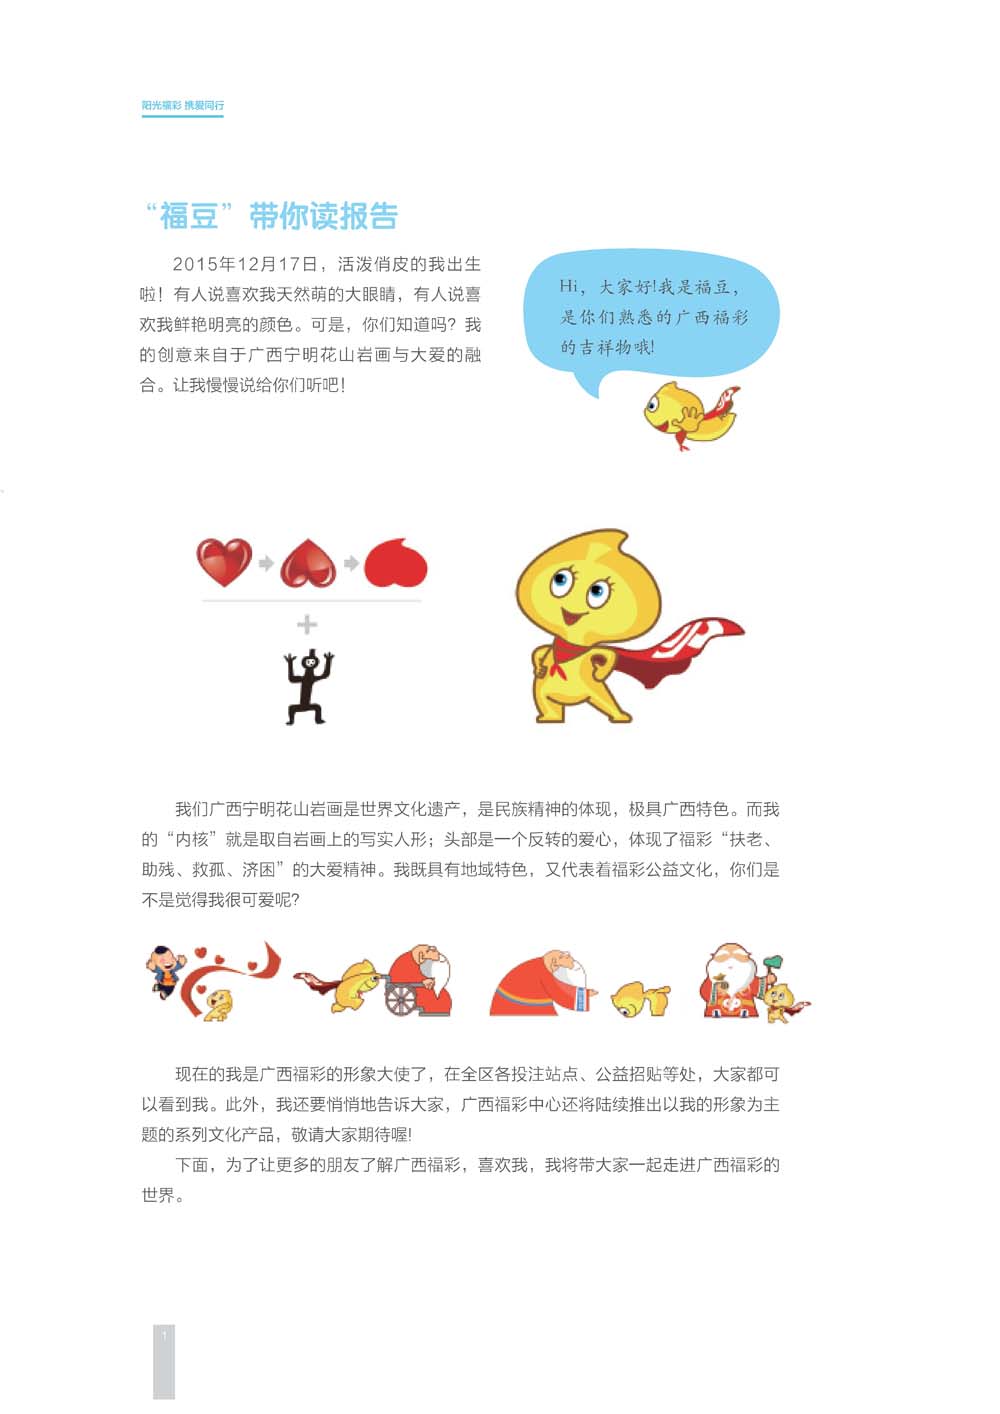 阳光福彩 携爱同行
“福豆”带你读报告
2015年12月17日，活泼俏皮的我出生
啦！有人说喜欢我天然萌的大眼睛，有人说喜
欢我鲜艳明亮的颜色。可是，你们知道吗？我
的创意来自于广西宁明花山岩画与大爱的融
合。让我慢慢说给你们听吧！
Hi，大家好!我是福豆，
是你们熟悉的广西福彩
的吉祥物哦!
我们广西宁明花山岩画是世界文化遗产，是民族精神的体现，极具广西特色。而我
的“内核”就是取自岩画上的写实人形；头部是一个反转的爱心，体现了福彩“扶老、
助残、救孤、济困”的大爱精神。我既具有地域特色，又代表着福彩公益文化，你们是
不是觉得我很可爱呢？
现在的我是广西福彩的形象大使了，在全区各投注站点、公益招贴等处，大家都可
以看到我。此外，我还要悄悄地告诉大家，广西福彩中心还将陆续推出以我的形象为主
题的系列文化产品，敬请大家期待喔!
下面，为了让更多的朋友了解广西福彩，喜欢我，我将带大家一起走进广西福彩的
世界。
1